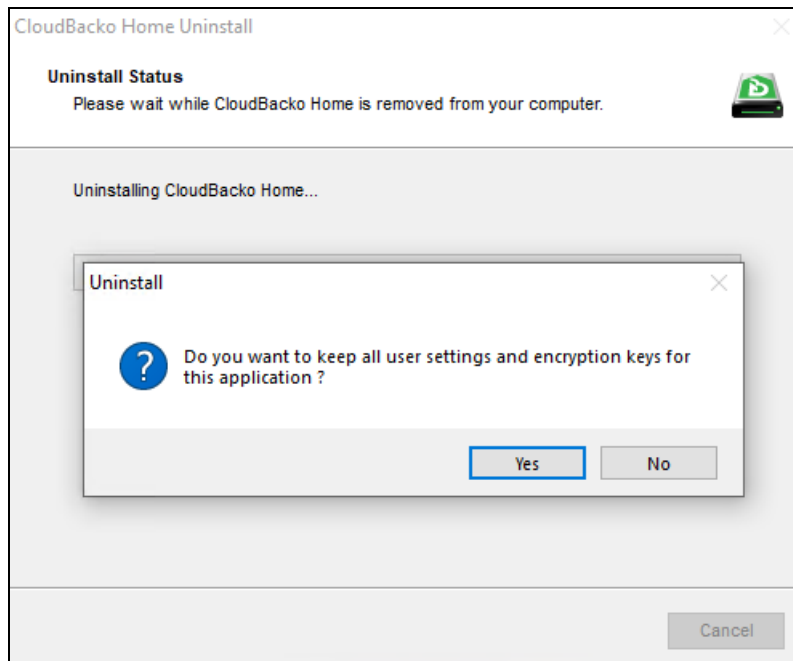 CloudBacko Home Uninstall
Uninstall Status
Please wait while CloudBacko Home is removed from your computer.
Uninstalling CloudBacko Home...
Uninstall
Do you want to keep all user settings and encryption keys for
this application ?
Yes
No
Cancel